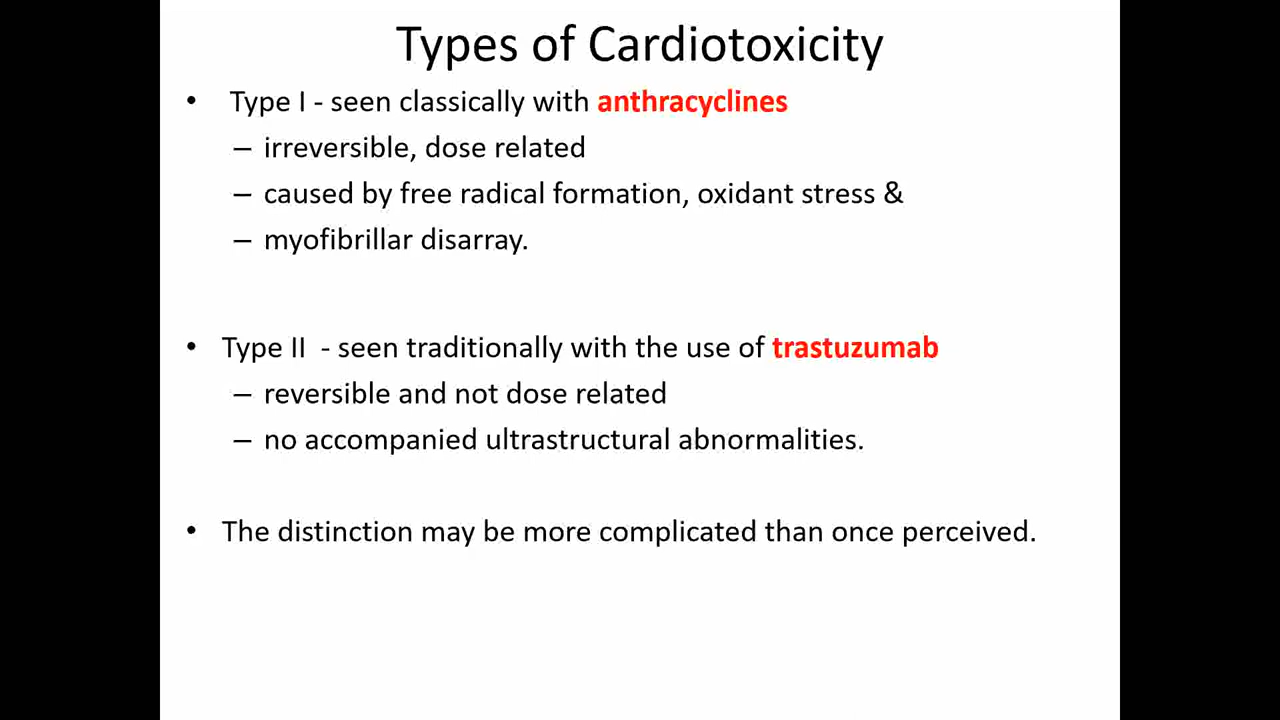 Types of Cardiotoxicity
• Type I - seen classically with anthracyclines
– irreversible, dose related
– caused by free radical formation, oxidant stress &
– myofibrillar disarray.
• Type II - seen traditionally with the use of trastuzumab
– reversible and not dose related
– no accompanied ultrastructural abnormalities.
• The distinction may be more complicated than once perceived.